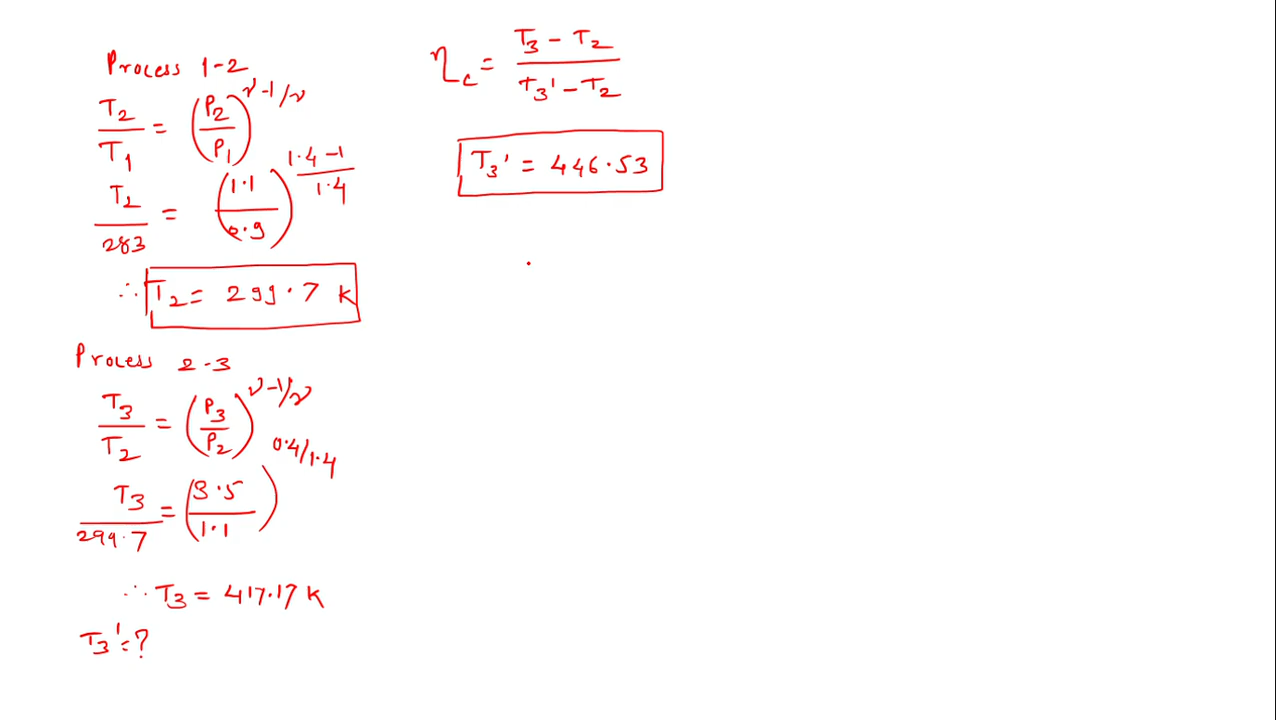 Process 1-2
T₂/T₁ = (P₂/P₁)^(γ-1/γ)
T₂/283 = (1.1/0.9)^((1.4-1)/1.4)
∴ T₂ = 299.7 K
Process 2-3
T₃/T₂ = (P₃/P₂)^(γ-1/γ)
T₃/299.7 = (3.5/1.1)^(0.4/1.4)
∴ T₃ = 417.17 K
T₃' = ?
η_c = (T₃ - T₂)/(T₃' - T₂)
T₃' = 446.53